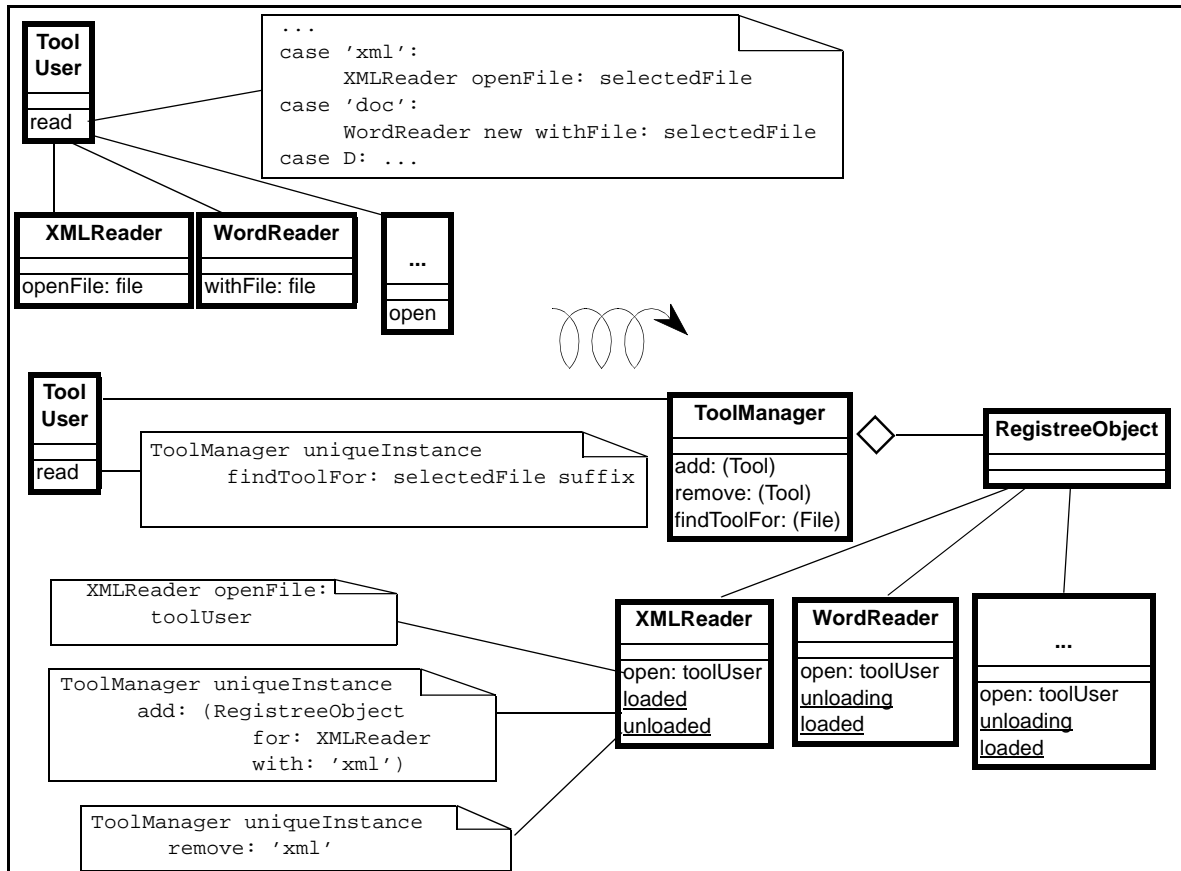 Tool
User
read
...
case ’xml’:
XMLReader openFile: selectedFile
case ’doc’:
WordReader new withFile: selectedFile
case D: ...
XMLReader
openFile: file
WordReader
withFile: file
...
open
Tool
User
read
ToolManager uniqueInstance
findToolFor: selectedFile suffix
ToolManager
add: (Tool)
remove: (Tool)
findToolFor: (File)
RegistreeObject
XMLReader openFile:
toolUser
ToolManager uniqueInstance
add: (RegistreeObject
for: XMLReader
with: ’xml’)
ToolManager uniqueInstance
remove: ’xml’
XMLReader
open: toolUser
loaded
unloaded
WordReader
open: toolUser
unloading
loaded
...
open: toolUser
unloading
loaded